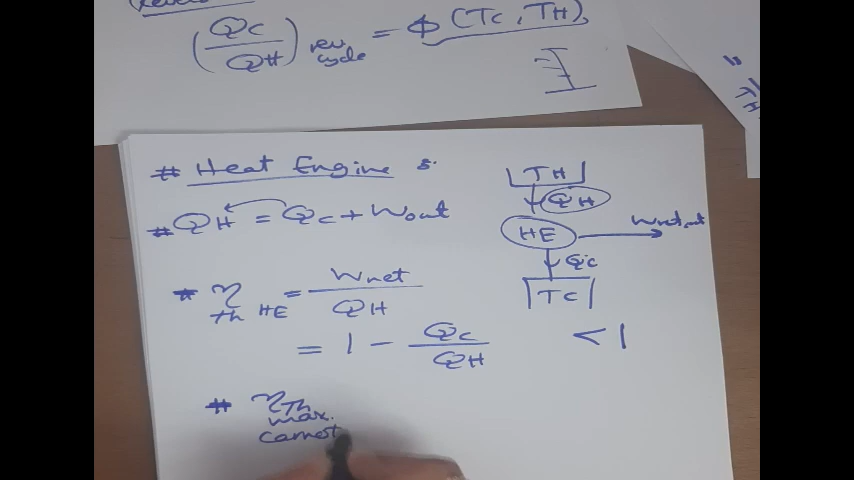 (QC/QH) rev cycle = Φ (TC, TH),
TH
# Heat Engine :
TH
QH
# QH = QC + Wout
HE
Wnet,out
QC
TC
* η th HE = Wnet/QH
= 1 - QC/QH
< 1
# ηTh
max.
carnot